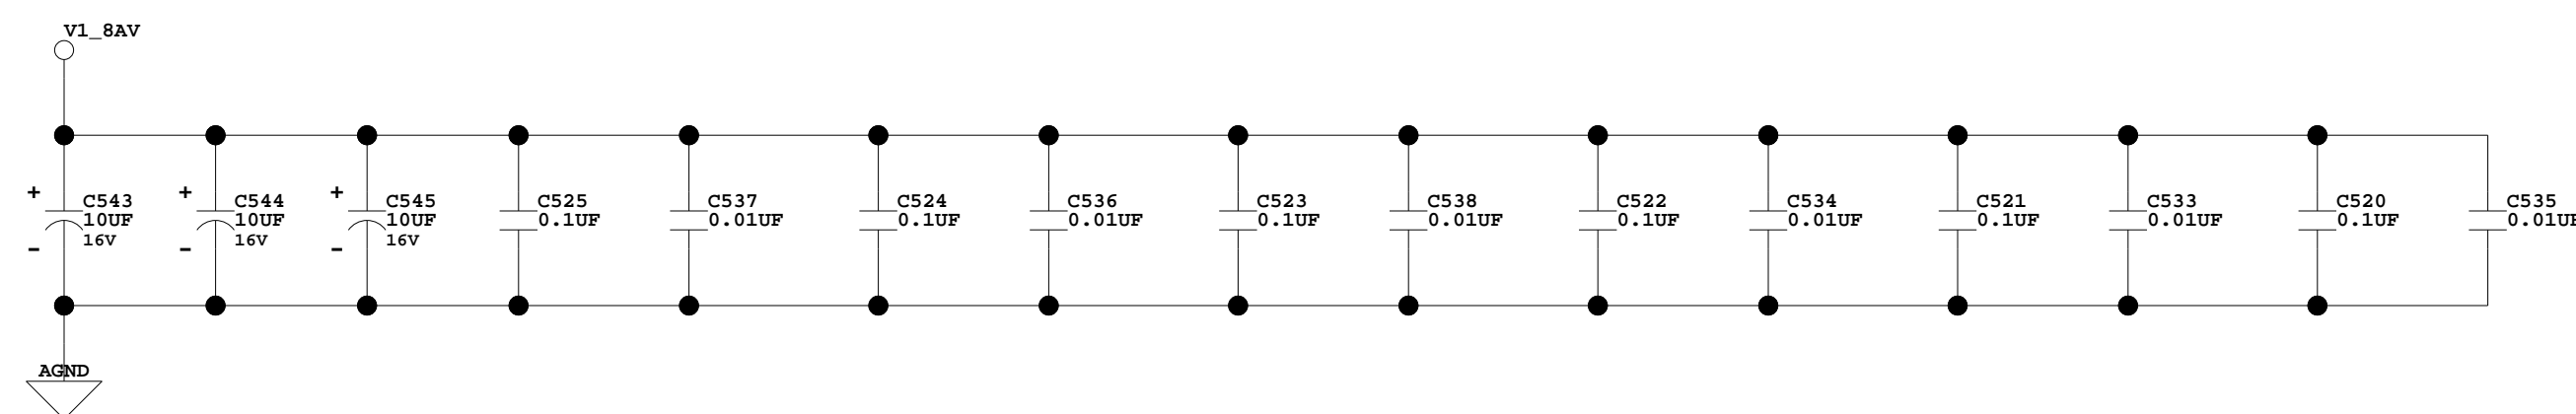 V1_8AV
+
C543
10UF
16V
-
+
C544
10UF
16V
-
+
C545
10UF
16V
-
C525
0.1UF
C537
0.01UF
C524
0.1UF
C536
0.01UF
C523
0.1UF
C538
0.01UF
C522
0.1UF
C534
0.01UF
C521
0.1UF
C533
0.01UF
C520
0.1UF
C535
0.01UF
AGND